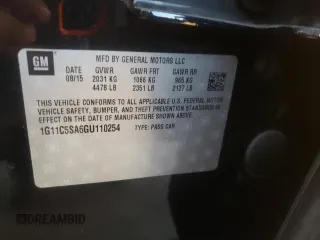 GM
MFD BY GENERAL MOTORS LLC
DATE GVWR GAWR FRT GAWR RR
08/15 2031 KG 1066 KG 965 KG
4478 LB 2351 LB 2127 LB
THIS VEHICLE CONFORMS TO ALL APPLICABLE U.S. FEDERAL MOTOR
VEHICLE SAFETY, BUMPER, AND THEFT PREVENTION STANDARDS IN
EFFECT ON THE DATE OF MANUFACTURE SHOWN ABOVE.
1G11C5SA6GU110254 TYPE: PASS CAR
© DREAMBID